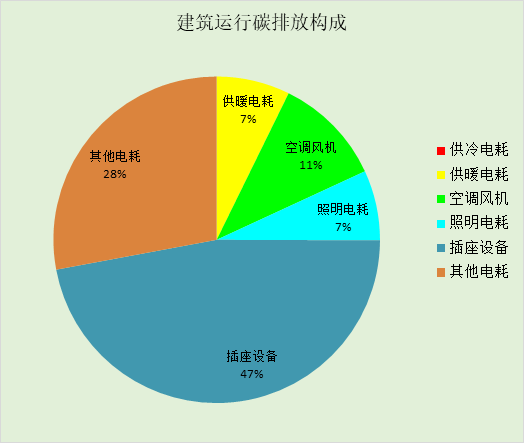 建筑运行碳排放构成
供暖电耗
7%
空调风机
11%
照明电耗
7%
插座设备
47%
其他电耗
28%
供冷电耗
供暖电耗
空调风机
照明电耗
插座设备
其他电耗